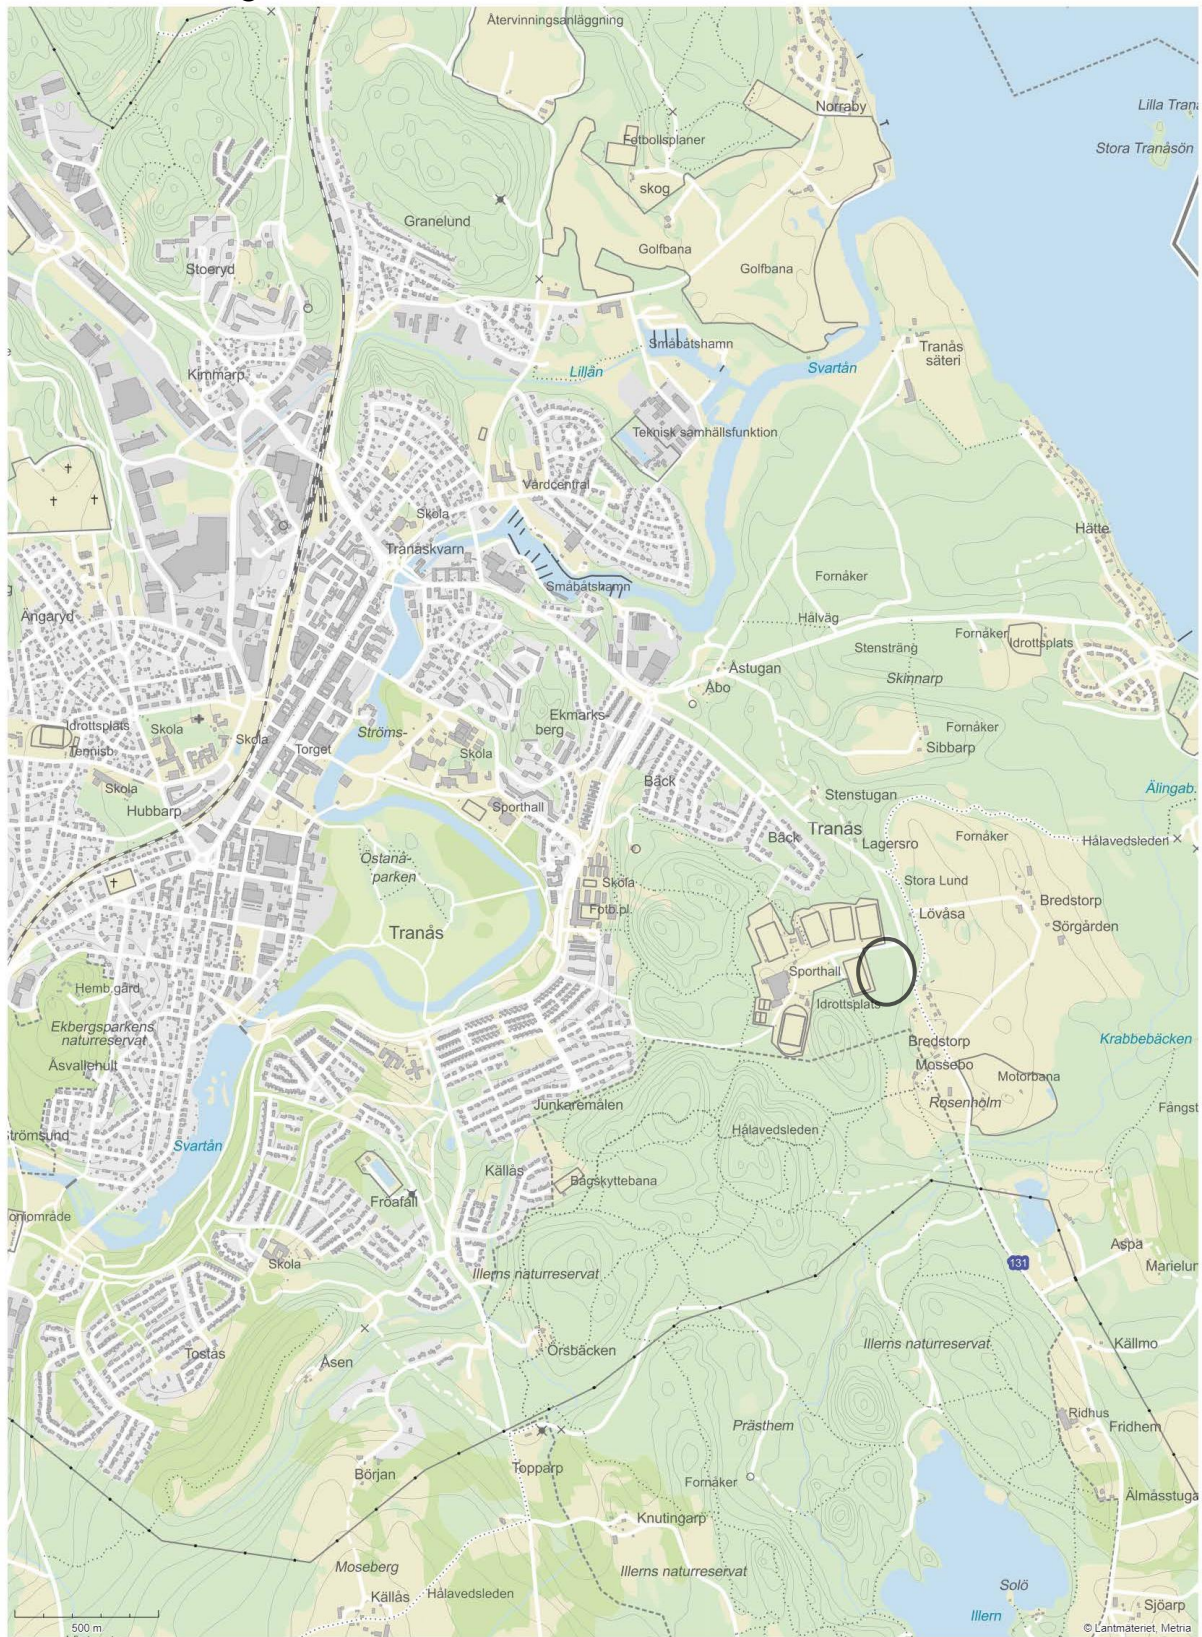 Återvinningsanläggning
Norraby
Lilla Tran
Stora Tranåsön
Fotbollsplaner
skog
Granelund
Golfbana
Golfbana
Stoeryd
Småbåtshamn
Tranås
säteri
Svartån
Lillån
Kimmarp
Teknisk samhällsfunktion
Vårdcentral
Skola
Hätte
Tranåskvarn
Småbåtshamn
Fornåker
Ängaryd
Hålväg
Fornåker
Idrottsplats
Stensträng
Åstugan
Skinnarp
Åbo
Ekmarks-
berg
Idrottsplats
Skola
Skola
Torget
Ströms-
Skola
Fornåker
Sibbarp
Tennisb.
Skola
Hubbarp
Sporthall
Bäck
Stenstugan
Älingab.
Bäck
Tranås
Lagersro
Fornåker
Hålavedsleden
Östanå-
parken
Skola
Fotb.pl.
Stora Lund
Lövåsa
Bredstorp
Sörgården
Tranås
Sporthall
Idrottsplats
Hemb.gård
Ekbergsparkens
naturreservat
Åsvallehult
Bredstorp
Mossebo
Krabbebäcken
Motorbana
Rosenholm
Fångst
Junkaremålen
Hålavedsleden
strömsund
Svartån
Källås
Bågskyttebana
Fröafall
oniområde
Skola
Illerns naturreservat
131
Aspa
Marielun
Illerns naturreservat
Källmo
Tostås
Åsen
Örsbäcken
Ridhus
Fridhem
Prästhem
Början
Topparp
Fornåker
Älmåsstuga
Knutingarp
Moseberg
Källås
Hålavedsleden
Illerns naturreservat
Solö
Illern
Sjöarp
500 m
© Lantmäteriet, Metria